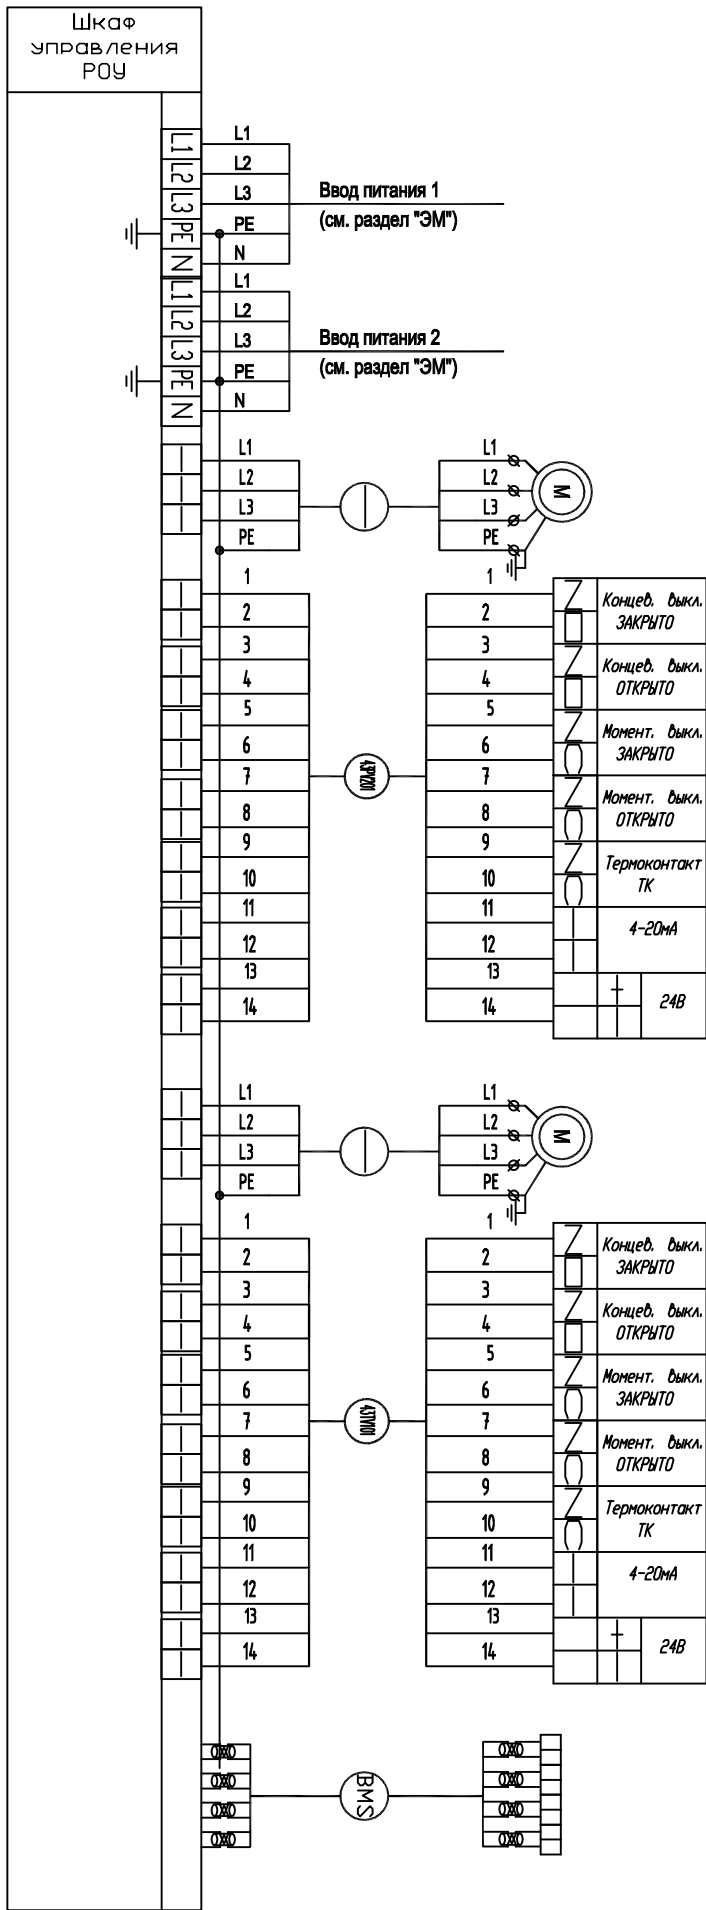 Шкаф
управления
РОУ
L1
L1
L2
L2
L3
L3
Ввод питания 1
(см. раздел "ЭМ")
PE
PE
N
N
L1
L1
L2
L2
L3
L3
Ввод питания 2
(см. раздел "ЭМ")
PE
PE
N
N
L1
L1
L2
L2
M
L3
L3
PE
PE
1
1
Концев. выкл.
ЗАКРЫТО
2
2
3
3
Концев. выкл.
ОТКРЫТО
4
4
5
5
Момент. выкл.
ЗАКРЫТО
6
6
7
7
43PV201
Момент. выкл.
ОТКРЫТО
8
8
9
9
Термоконтакт
ТК
10
10
11
11
4-20мА
12
12
13
13
+
24В
14
14
L1
L1
L2
L2
M
L3
L3
PE
PE
1
1
Концев. выкл.
ЗАКРЫТО
2
2
3
3
Концев. выкл.
ОТКРЫТО
4
4
5
5
Момент. выкл.
ЗАКРЫТО
6
6
7
7
43TV101
Момент. выкл.
ОТКРЫТО
8
8
9
9
Термоконтакт
ТК
10
10
11
11
4-20мА
12
12
13
13
+
24В
14
14
BMS